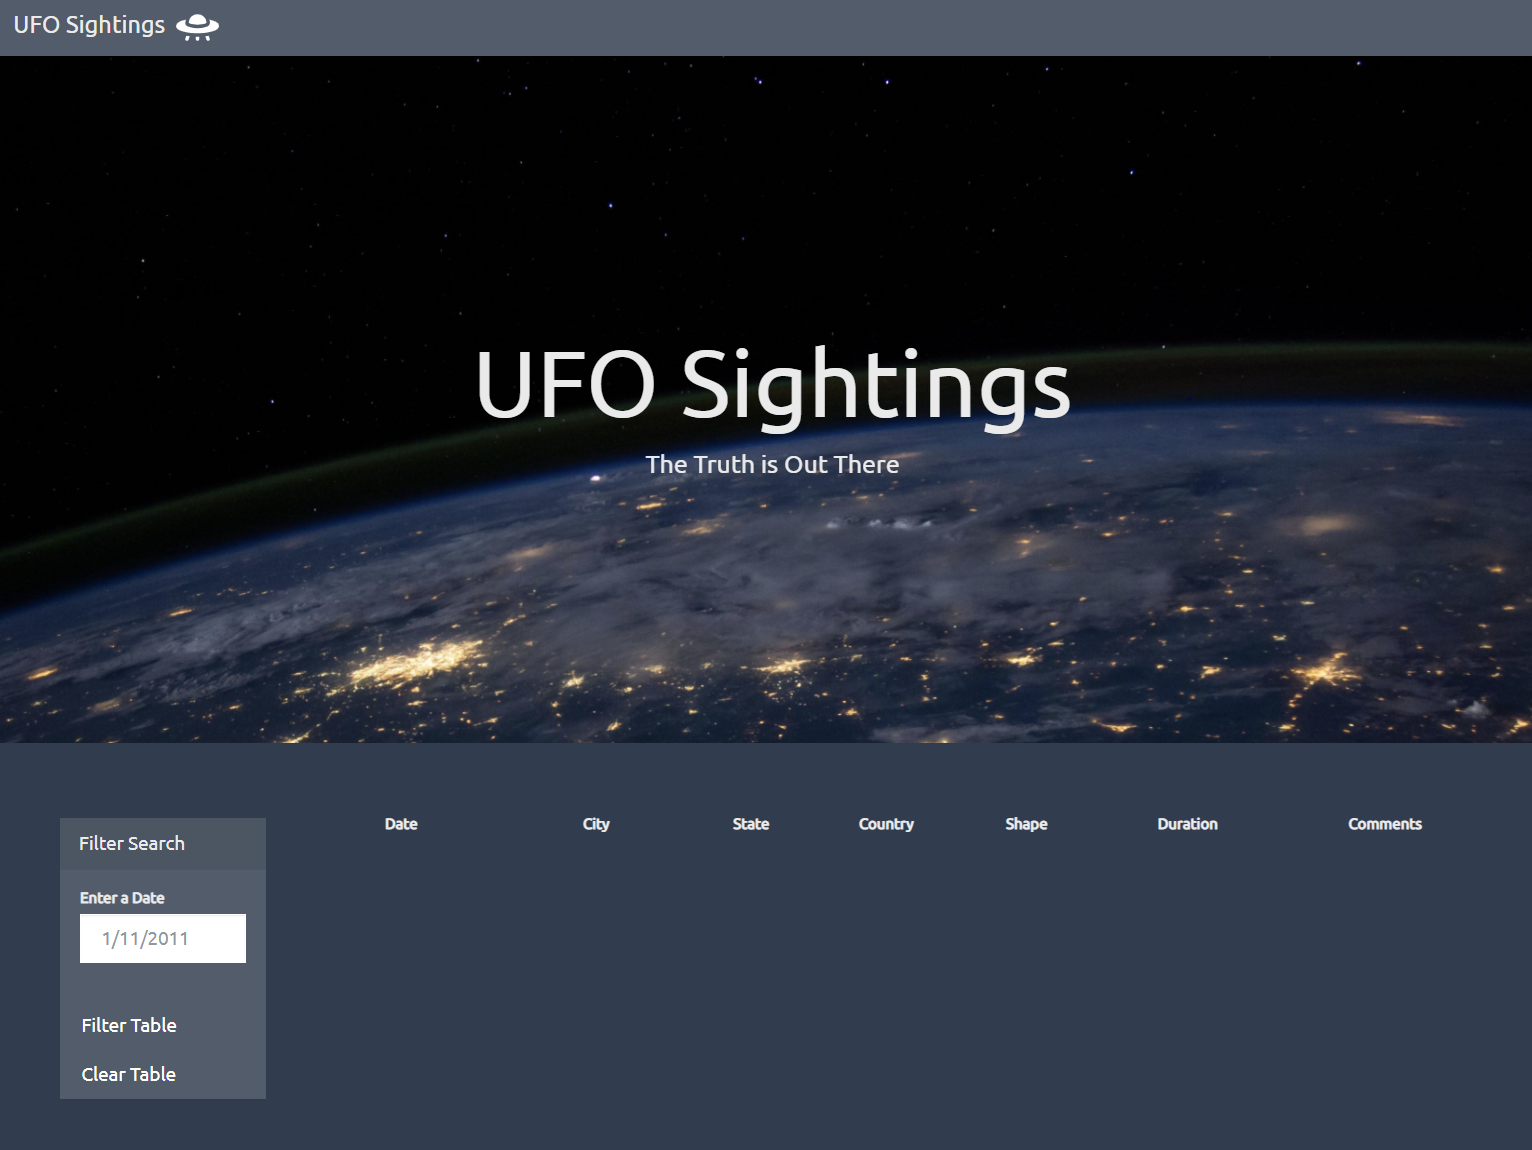 UFO Sightings
UFO Sightings
The Truth is Out There
Filter Search
Enter a Date
1/11/2011
Filter Table
Clear Table
Date City State Country Shape Duration Comments